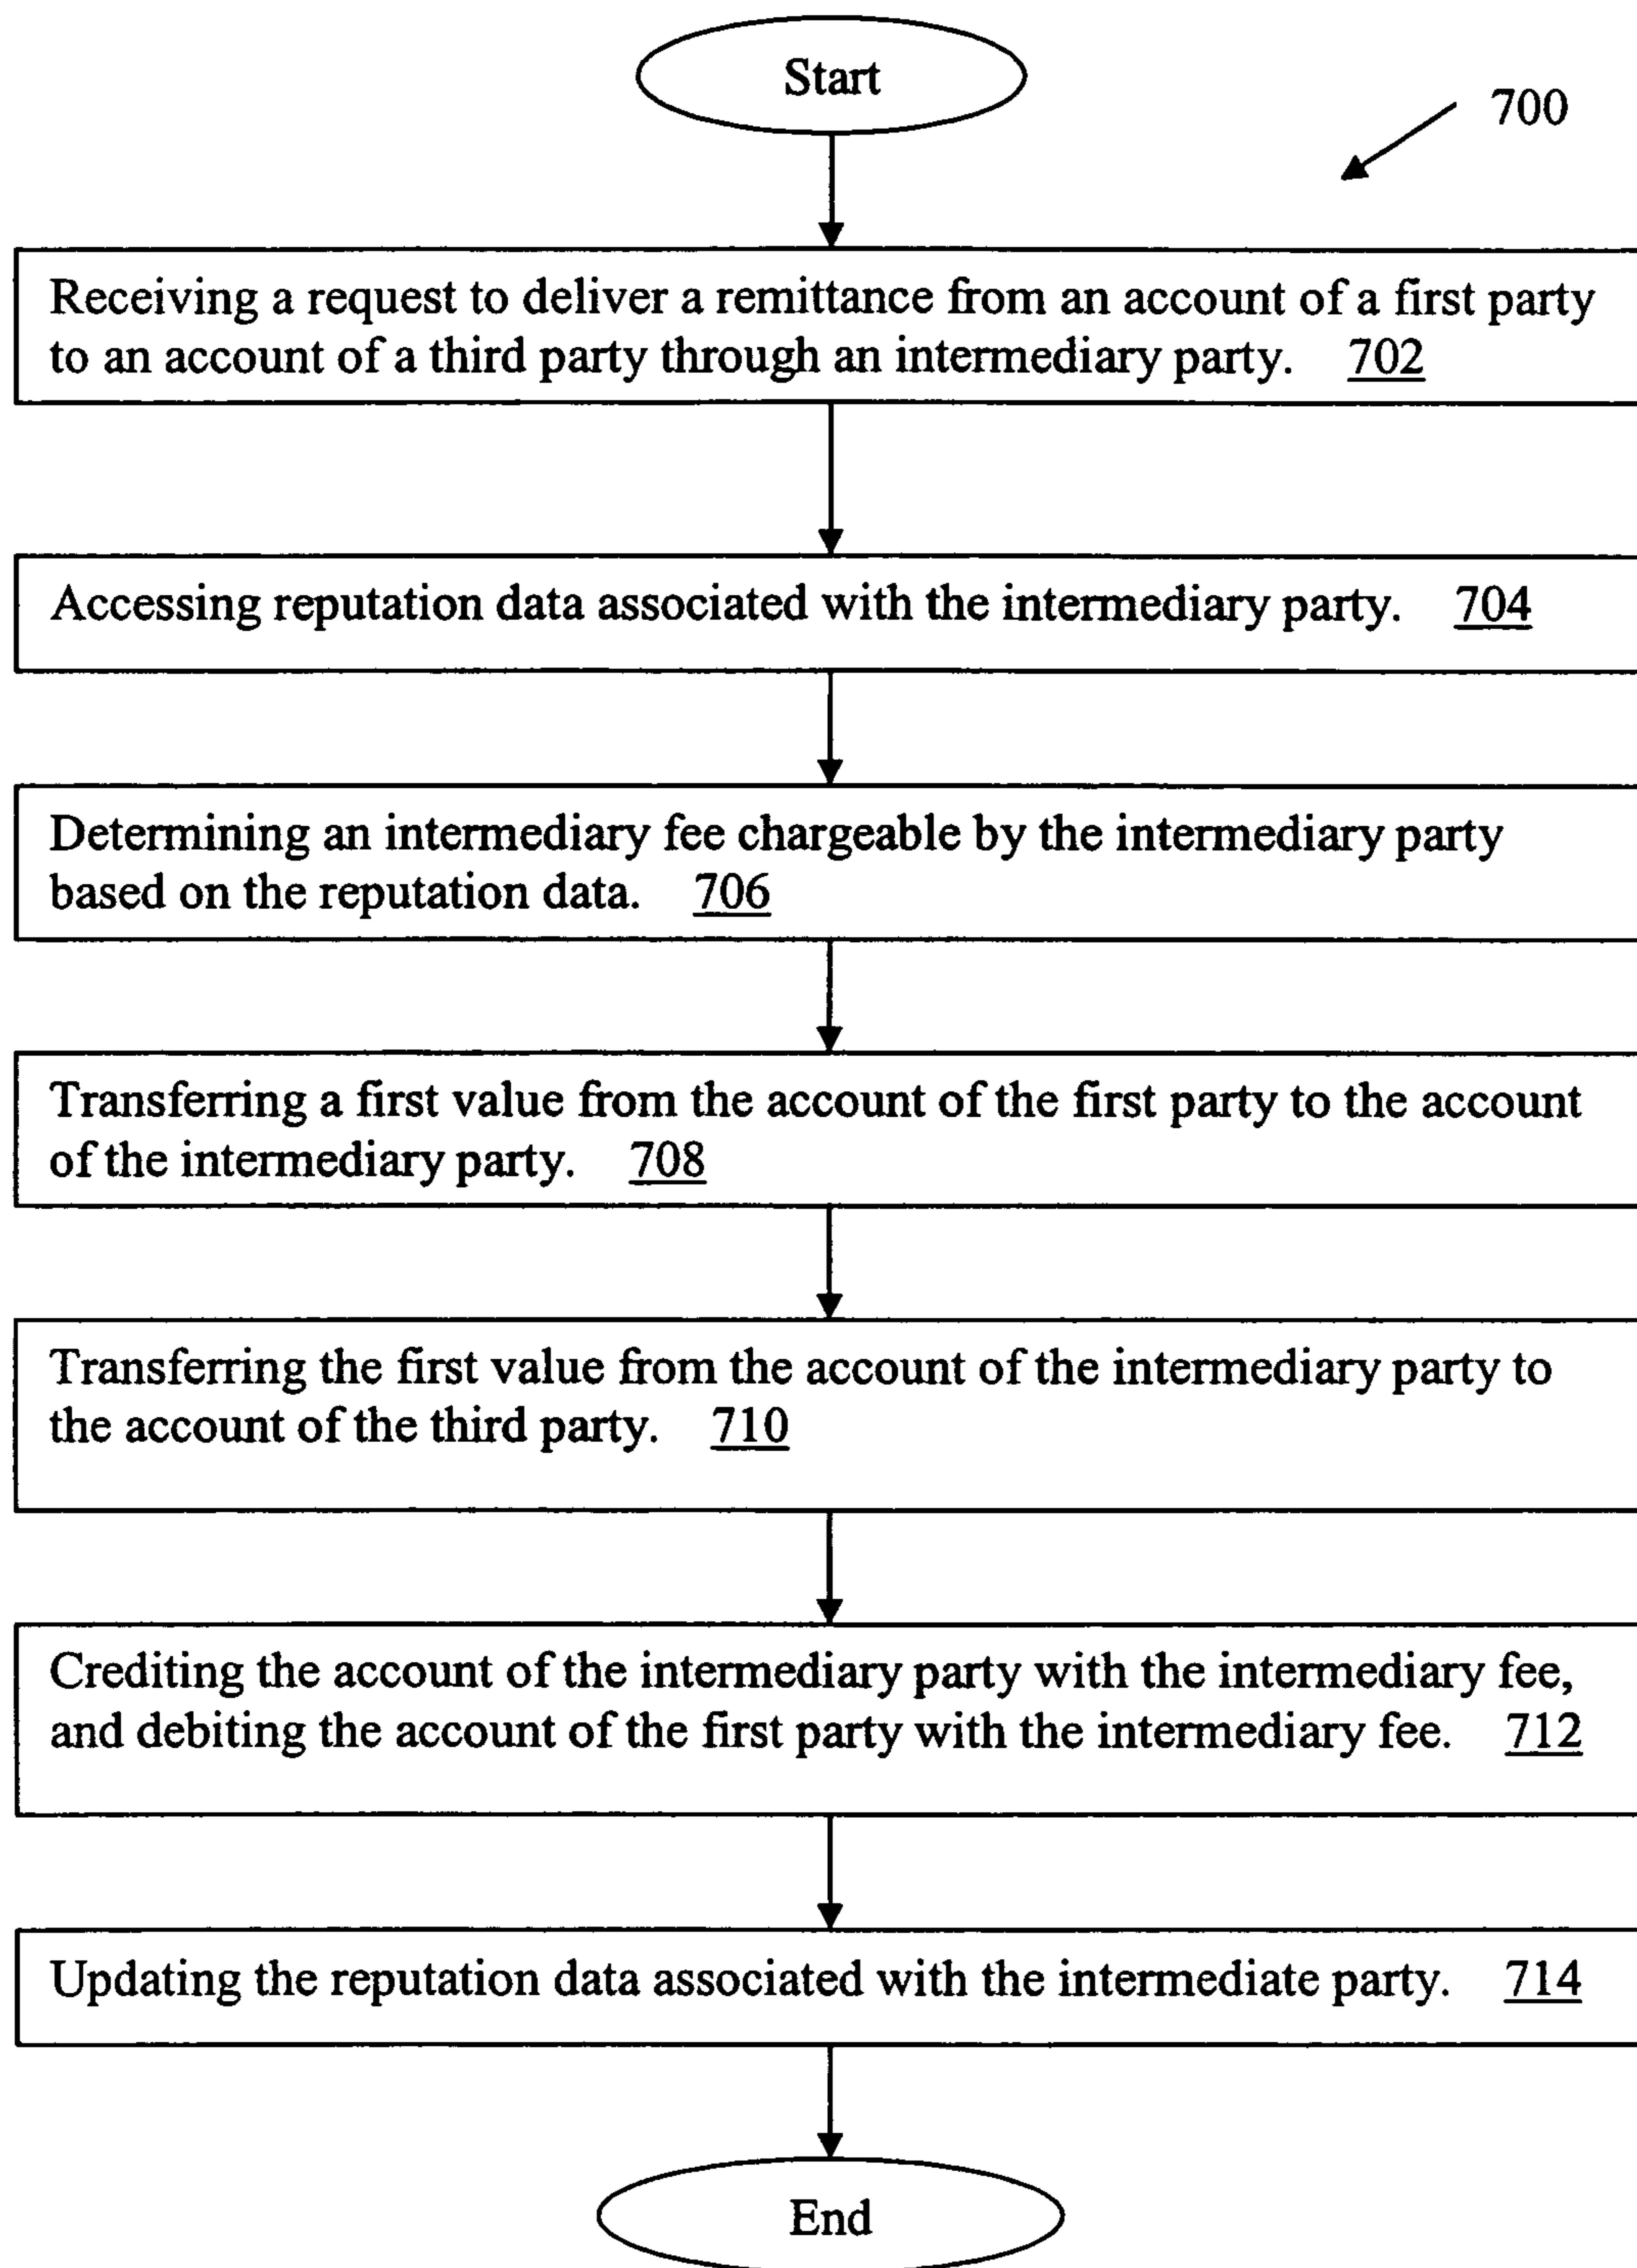 Start
700
Receiving a request to deliver a remittance from an account of a first party
to an account of a third party through an intermediary party. 702
Accessing reputation data associated with the intermediary party. 704
Determining an intermediary fee chargeable by the intermediary party
based on the reputation data. 706
Transferring a first value from the account of the first party to the account
of the intermediary party. 708
Transferring the first value from the account of the intermediary party to
the account of the third party. 710
Crediting the account of the intermediary party with the intermediary fee,
and debiting the account of the first party with the intermediary fee. 712
Updating the reputation data associated with the intermediate party. 714
End